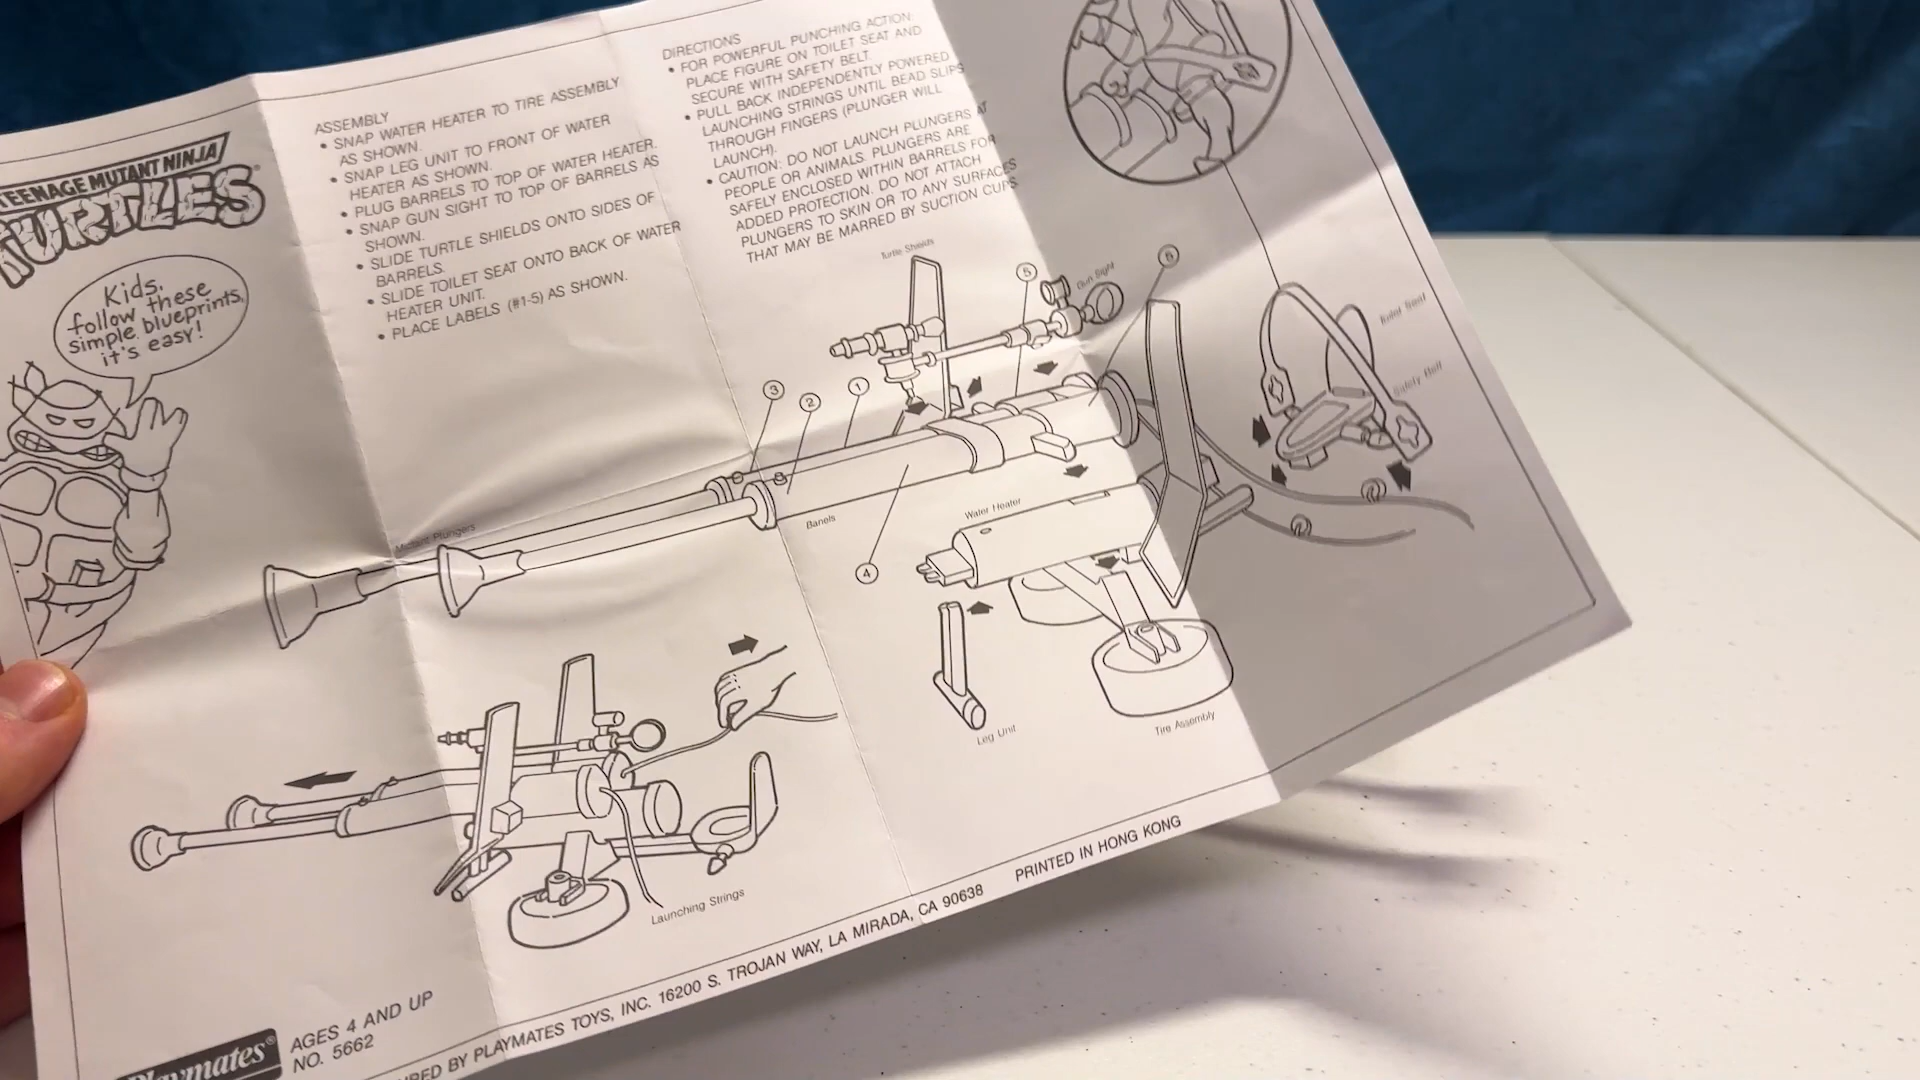 TEENAGE MUTANT NINJA
TURTLES
Kids,
follow these
simple blueprints,
it's easy!
ASSEMBLY
• SNAP WATER HEATER TO TIRE ASSEMBLY
AS SHOWN.
• SNAP LEG UNIT TO FRONT OF WATER
HEATER AS SHOWN.
• PLUG BARRELS TO TOP OF WATER HEATER.
• SNAP GUN SIGHT TO TOP OF BARRELS AS
SHOWN.
• SLIDE TURTLE SHIELDS ONTO SIDES OF
BARRELS.
• SLIDE TOILET SEAT ONTO BACK OF WATER
HEATER UNIT.
• PLACE LABELS (#1-5) AS SHOWN.
DIRECTIONS
• FOR POWERFUL PUNCHING ACTION:
PLACE FIGURE ON TOILET SEAT AND
SECURE WITH SAFETY BELT.
• PULL BACK INDEPENDENTLY POWERED
LAUNCHING STRINGS UNTIL BEAD SLIPS
THROUGH FINGERS (PLUNGER WILL
LAUNCH).
• CAUTION: DO NOT LAUNCH PLUNGERS AT
PEOPLE OR ANIMALS. PLUNGERS ARE
SAFELY ENCLOSED WITHIN BARRELS FOR
ADDED PROTECTION. DO NOT ATTACH
PLUNGERS TO SKIN OR TO ANY SURFACES
THAT MAY BE MARRED BY SUCTION CUPS.
Turtle Shields
5
6
Gun Sight
Toilet Seat
Safety Belt
3
2
1
Mutant Plungers
Barrels
Water Heater
4
Leg Unit
Tire Assembly
Launching Strings
Playmates®
AGES 4 AND UP
NO. 5662
BY PLAYMATES TOYS, INC. 16200 S. TROJAN WAY, LA MIRADA, CA 90638
PRINTED IN HONG KONG